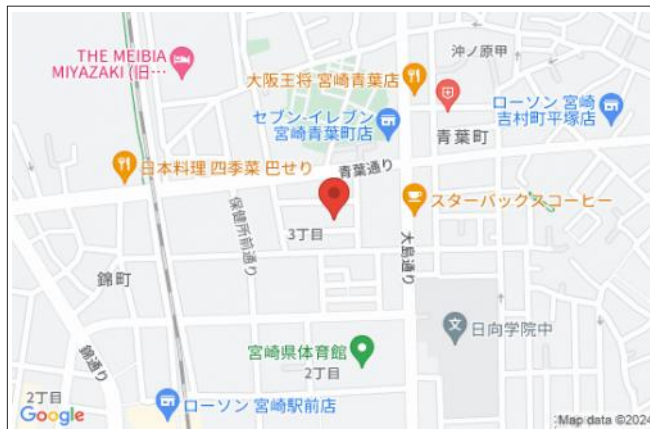 THE MEIBIA
MIYAZAKI (旧
…
沖ノ原甲
大阪王将 宮崎青葉店
セブン-イレブン
宮崎青葉町店
青葉町
ローソン 宮崎
吉村町平塚店
日本料理 四季菜 巴せり
青葉通り
スターバックスコーヒー
保健所前通り
3丁目
大島通り
錦町
日向学院中
宮崎県体育館
2丁目
錦通り
2丁目
ローソン 宮崎駅前店
Google
Map data ©2024